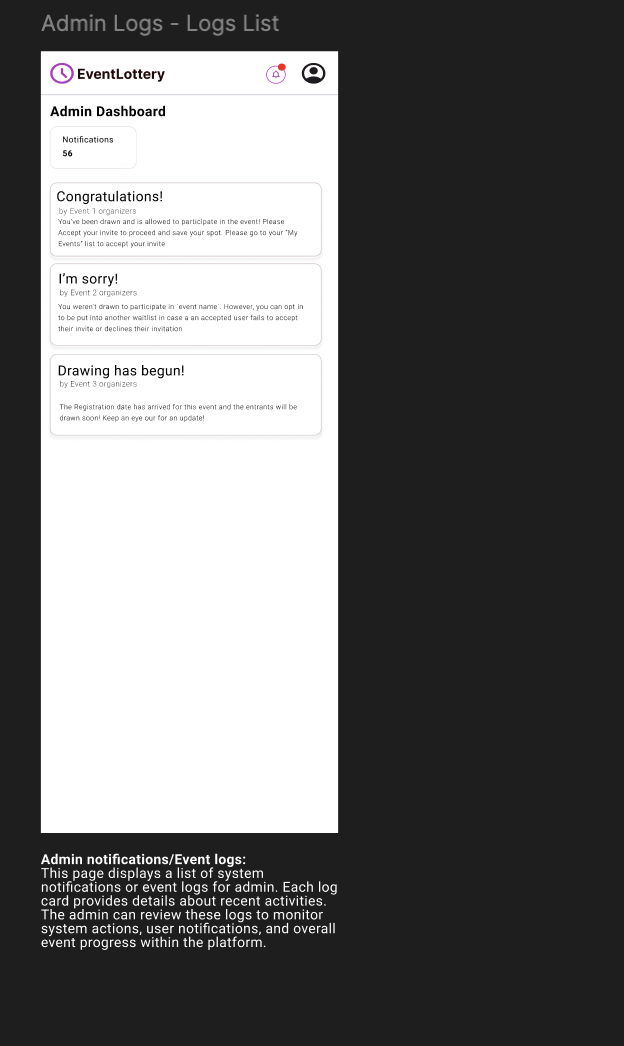 Admin Logs - Logs List
EventLottery
Admin Dashboard
Notifications
56
Congratulations!
by Event 1 organizers
You've been drawn and is allowed to participate in the event! Please
Accept your invite to proceed and save your spot. Please go to your "My
Events" list to accept your invite
I'm sorry!
by Event 2 organizers
You weren't drawn to participate in `event name`. However, you can opt in
to be put into another waitlist in case a an accepted user fails to accept
their invite or declines their invitation
Drawing has begun!
by Event 3 organizers
The Registration date has arrived for this event and the entrants will be
drawn soon! Keep an eye our for an update!
Admin notifications/Event logs:
This page displays a list of system
notifications or event logs for admin. Each log
card provides details about recent activities.
The admin can review these logs to monitor
system actions, user notifications, and overall
event progress within the platform.